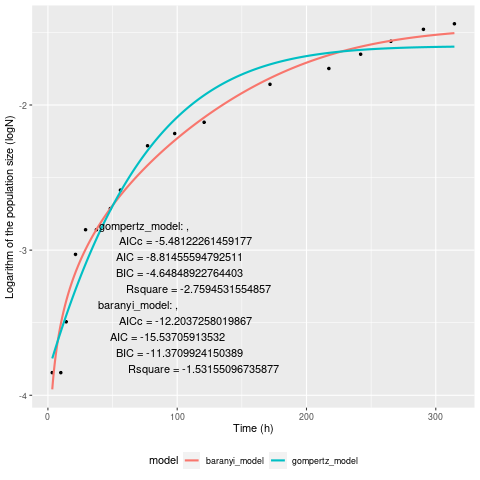 Logarithm of the population size (logN)
-2
-3
-4
gompertz_model: ,
AICc = -5.48122261459177
AIC = -8.81455594792511
BIC = -4.64848922764403
Rsquare = -2.7594531554857
baranyi_model: ,
AICc = -12.2037258019867
AIC = -15.53705913532
BIC = -11.3709924150389
Rsquare = -1.53155096735877
0 100 200 300
Time (h)
model baranyi_model gompertz_model